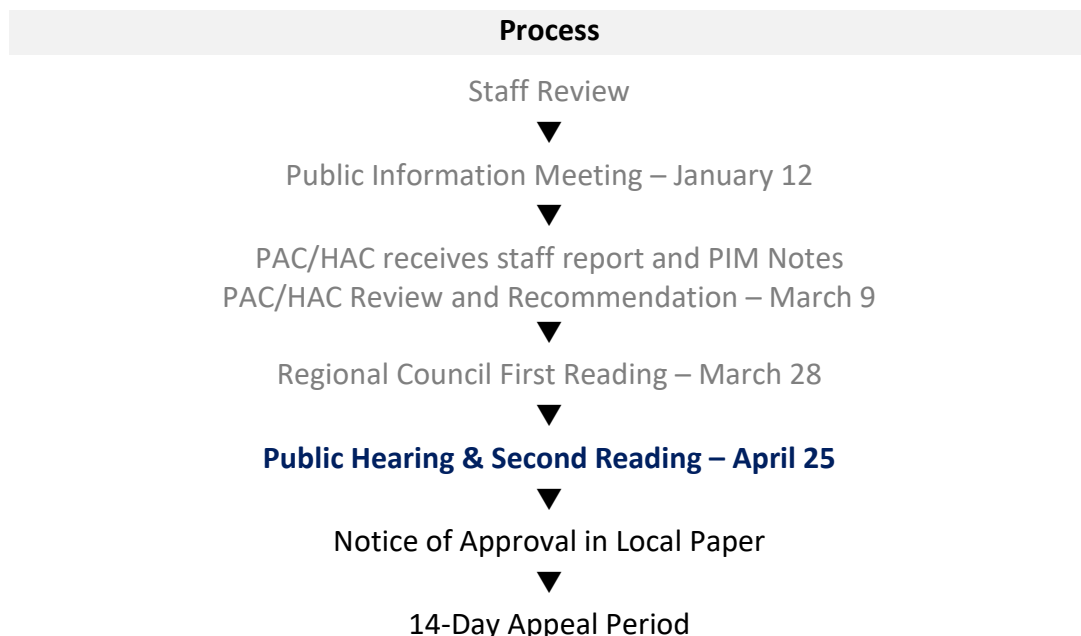 Process
Staff Review
Public Information Meeting – January 12
PAC/HAC receives staff report and PIM Notes
PAC/HAC Review and Recommendation – March 9
Regional Council First Reading – March 28
Public Hearing & Second Reading – April 25
Notice of Approval in Local Paper
14-Day Appeal Period